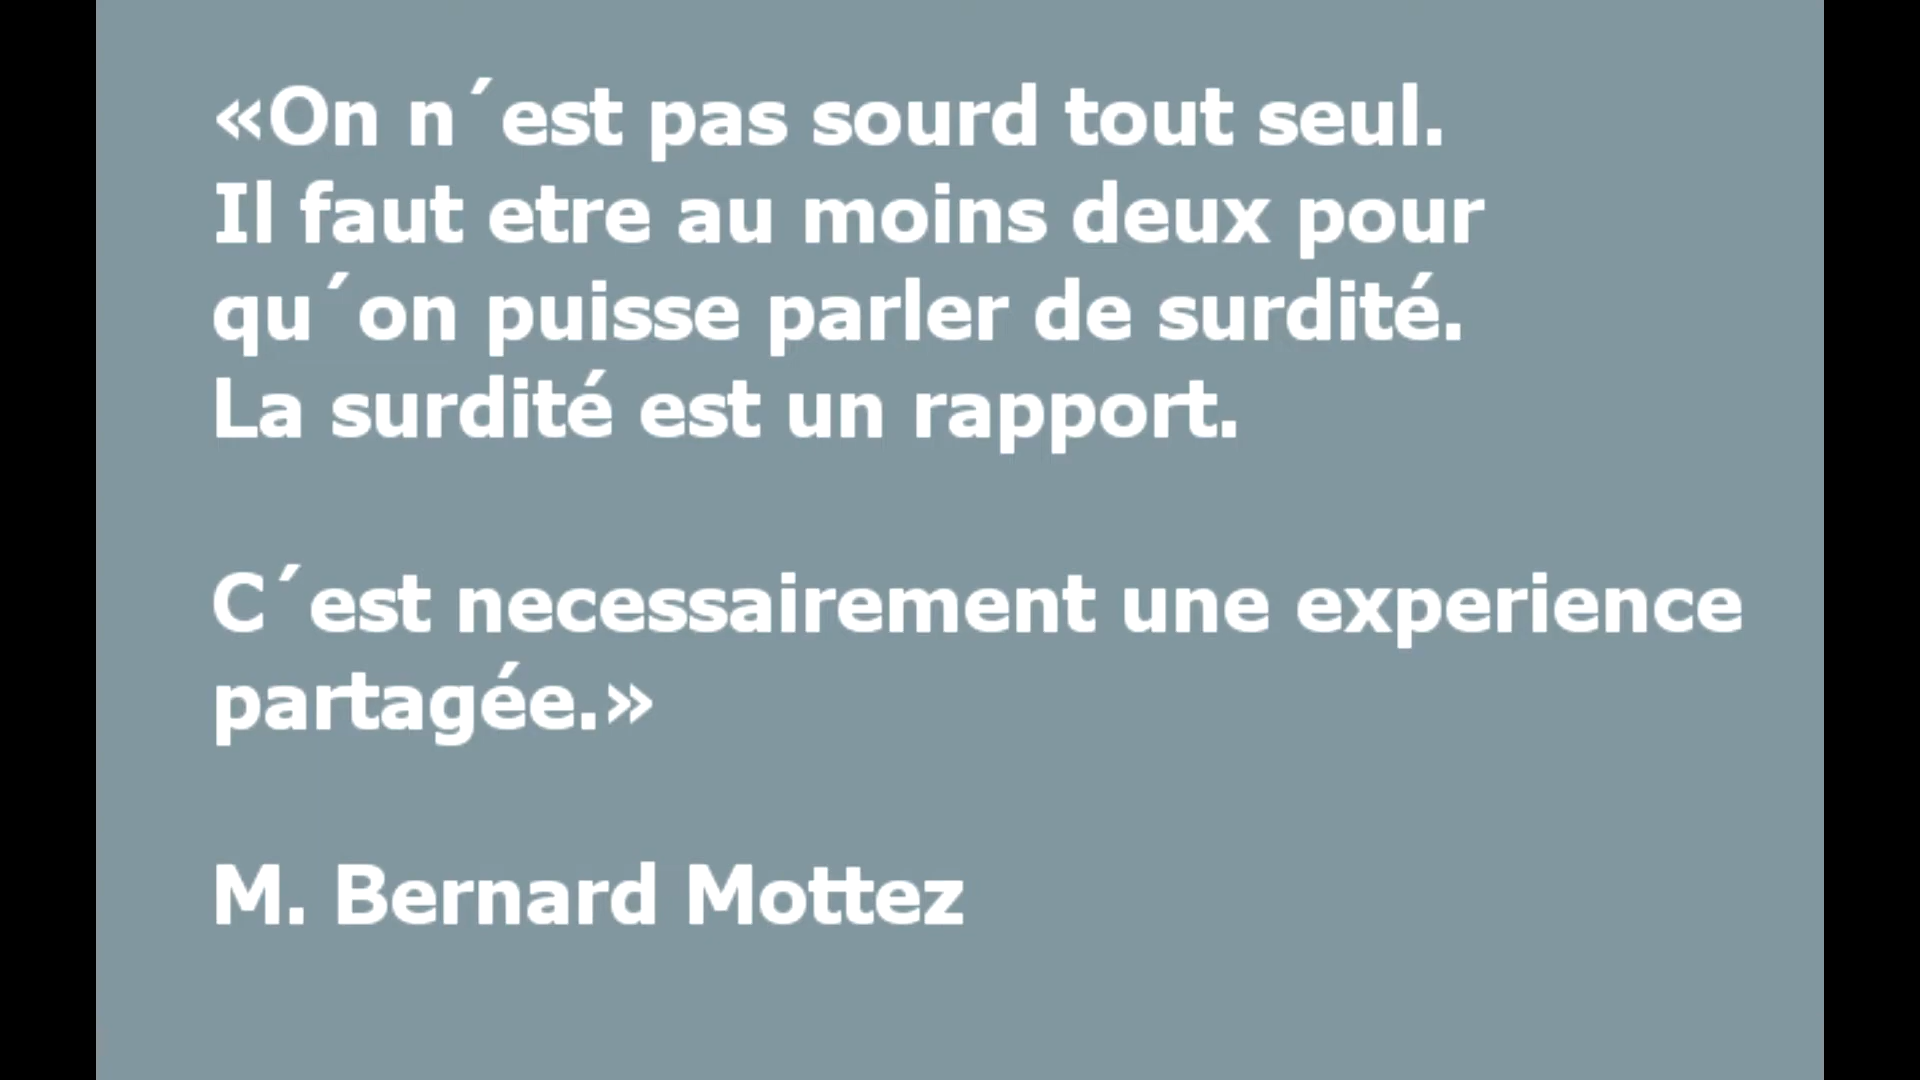 «On n´est pas sourd tout seul.
Il faut etre au moins deux pour
qu´on puisse parler de surdité.
La surdité est un rapport.
C´est necessairement une experience
partagée.»
M. Bernard Mottez